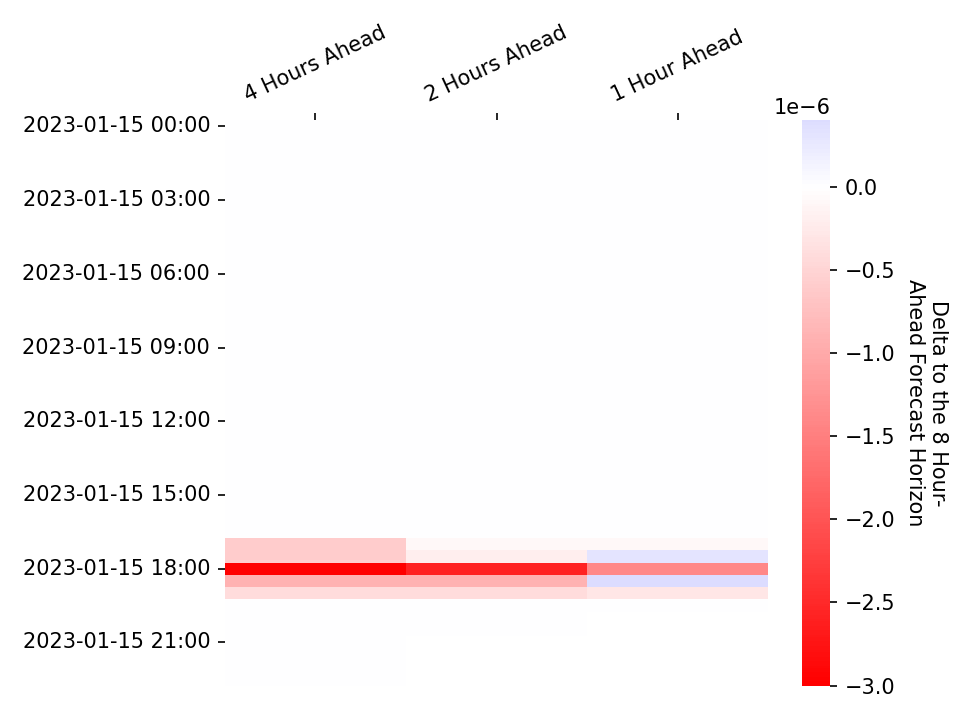 4 Hours Ahead
2 Hours Ahead
1 Hour Ahead
1e−6
2023-01-15 00:00
2023-01-15 03:00
2023-01-15 06:00
2023-01-15 09:00
2023-01-15 12:00
2023-01-15 15:00
2023-01-15 18:00
2023-01-15 21:00
0.0
−0.5
−1.0
−1.5
−2.0
−2.5
−3.0
Delta to the 8 Hour-
Ahead Forecast Horizon